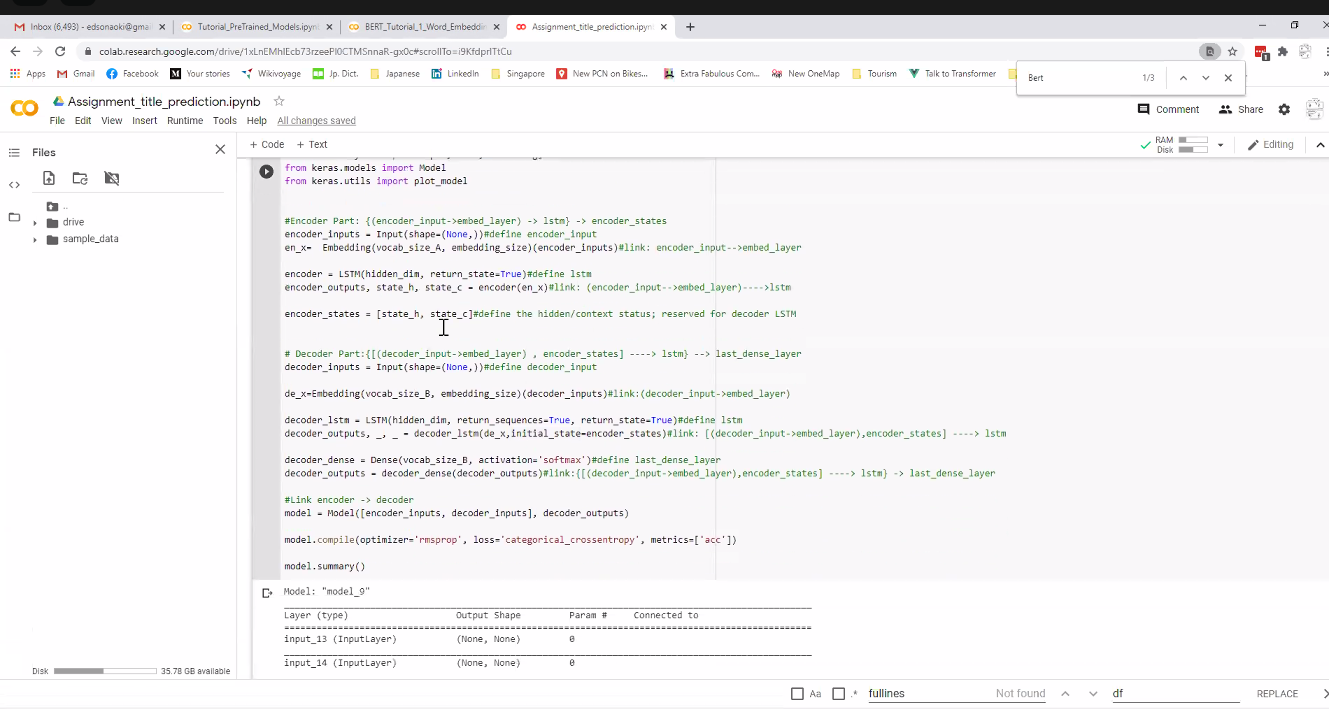 Inbox (6,493) - edsonaoki@gmai
Tutorial_PreTrained_Models.ipynb
BERT_Tutorial_1_Word_Embeddin
Assignment_title_prediction.ipynb
colab.research.google.com/drive/1xLnEMhIEcb73rzeePl0CTMSnnaR-gx0c#scrollTo=i9KfdprlTtCu
Apps
Gmail
Facebook
Your stories
Wikivoyage
Jp. Dict.
Japanese
LinkedIn
Singapore
New PCN on Bikes...
Extra Fabulous Com...
New OneMap
Tourism
Talk to Transformer
Bert 1/3
Assignment_title_prediction.ipynb
Comment
Share
File Edit View Insert Runtime Tools Help All changes saved
Files
+ Code + Text
RAM
Disk
Editing
..
drive
sample_data
from keras.models import Model
from keras.utils import plot_model
#Encoder Part: {(encoder_input->embed_layer) -> lstm} -> encoder_states
encoder_inputs = Input(shape=(None,))#define encoder_input
en_x= Embedding(vocab_size_A, embedding_size)(encoder_inputs)#link: encoder_input-->embed_layer
encoder = LSTM(hidden_dim, return_state=True)#define lstm
encoder_outputs, state_h, state_c = encoder(en_x)#link: (encoder_input-->embed_layer)---->lstm
encoder_states = [state_h, state_c]#define the hidden/context status; reserved for decoder LSTM
# Decoder Part:{[(decoder_input->embed_layer) , encoder_states] ----> lstm} --> last_dense_layer
decoder_inputs = Input(shape=(None,))#define decoder_input
de_x=Embedding(vocab_size_B, embedding_size)(decoder_inputs)#link:(decoder_input->embed_layer)
decoder_lstm = LSTM(hidden_dim, return_sequences=True, return_state=True)#define lstm
decoder_outputs, _, _ = decoder_lstm(de_x,initial_state=encoder_states)#link: [(decoder_input->embed_layer),encoder_states] ----> lstm
decoder_dense = Dense(vocab_size_B, activation='softmax')#define last_dense_layer
decoder_outputs = decoder_dense(decoder_outputs)#link:{[(decoder_input->embed_layer),encoder_states] ----> lstm} -> last_dense_layer
#Link encoder -> decoder
model = Model([encoder_inputs, decoder_inputs], decoder_outputs)
model.compile(optimizer='rmsprop', loss='categorical_crossentropy', metrics=['acc'])
model.summary()
Model: "model_9"
Layer (type) Output Shape Param # Connected to
input_13 (InputLayer) (None, None) 0
input_14 (InputLayer) (None, None) 0
Disk 35.78 GB available
Aa .* fullines Not found df REPLACE